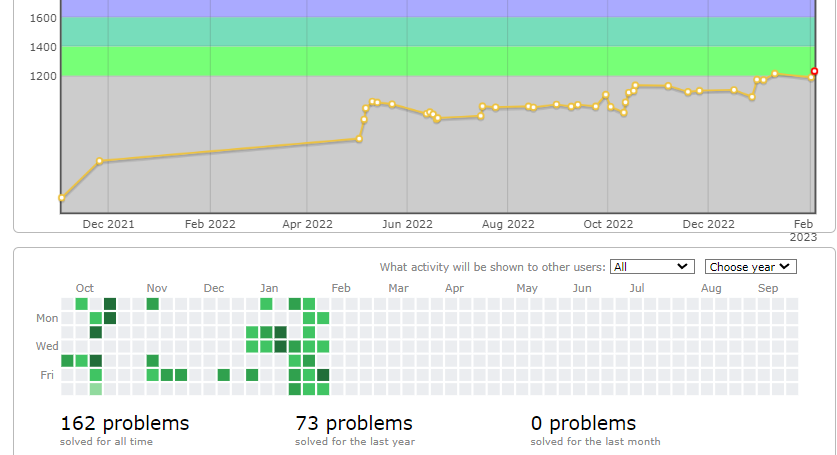 1600
1400
1200
Dec 2021 Feb 2022 Apr 2022 Jun 2022 Aug 2022 Oct 2022 Dec 2022 Feb 2023
What activity will be shown to other users: All Choose year
Oct Nov Dec Jan Feb Mar Apr May Jun Jul Aug Sep
Mon
Wed
Fri
162 problems 73 problems 0 problems
solved for all time solved for the last year solved for the last month